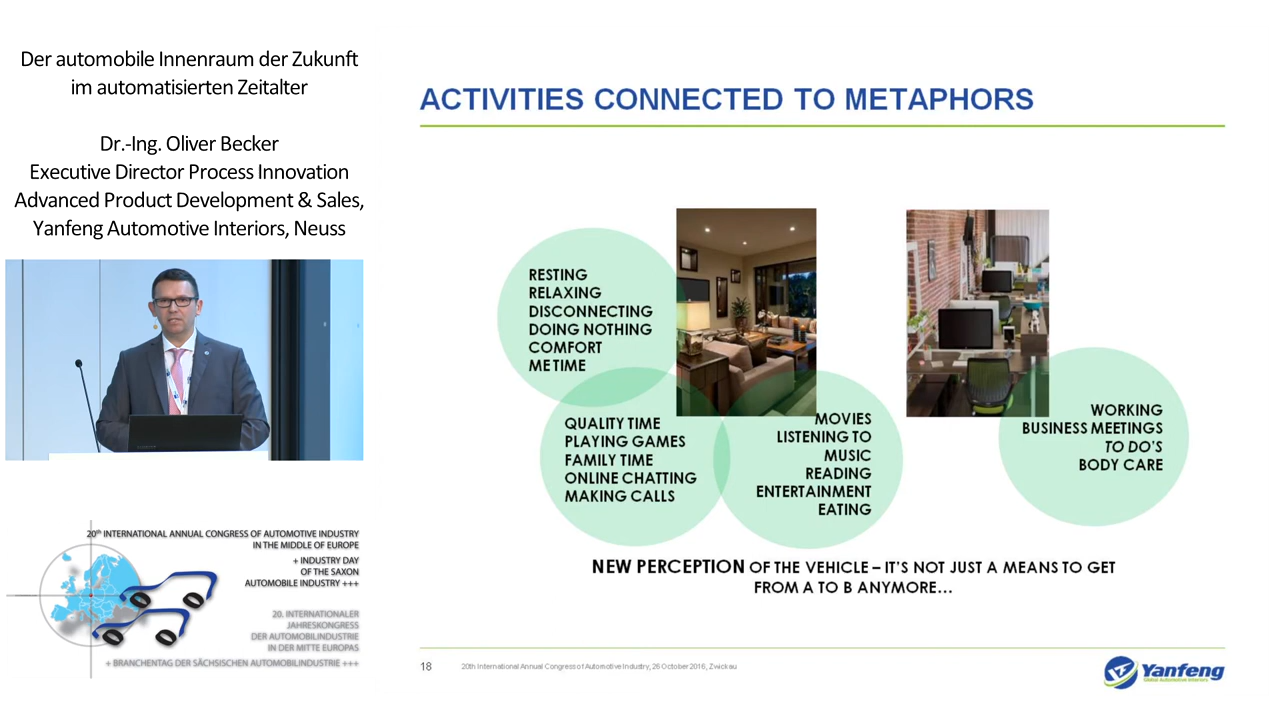 Der automobile Innenraum der Zukunft
im automatisierten Zeitalter
Dr.-Ing. Oliver Becker
Executive Director Process Innovation
Advanced Product Development & Sales,
Yanfeng Automotive Interiors, Neuss
20th INTERNATIONAL ANNUAL CONGRESS OF AUTOMOTIVE INDUSTRY
IN THE MIDDLE OF EUROPE
+ INDUSTRY DAY
OF THE SAXON
AUTOMOBILE INDUSTRY +++
20. INTERNATIONALER
JAHRESKONGRESS
DER AUTOMOBILINDUSTRIE
IN DER MITTE EUROPAS
+ BRANCHENTAG DER SÄCHSISCHEN AUTOMOBILINDUSTRIE +++
ACTIVITIES CONNECTED TO METAPHORS
RESTING
RELAXING
DISCONNECTING
DOING NOTHING
COMFORT
ME TIME
QUALITY TIME
PLAYING GAMES
FAMILY TIME
ONLINE CHATTING
MAKING CALLS
MOVIES
LISTENING TO
MUSIC
READING
ENTERTAINMENT
EATING
WORKING
BUSINESS MEETINGS
TO DO'S
BODY CARE
NEW PERCEPTION OF THE VEHICLE – IT'S NOT JUST A MEANS TO GET
FROM A TO B ANYMORE...
18
20th International Annual Congress of Automotive Industry, 26 October 2016, Zwickau
Yanfeng
Global Automotive Interiors